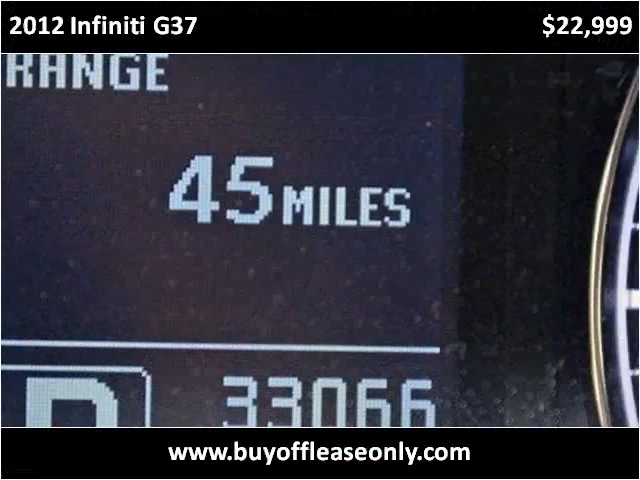 2012 Infiniti G37 $22,999
RANGE
45 MILES
P 33066
www.buyoffleaseonly.com